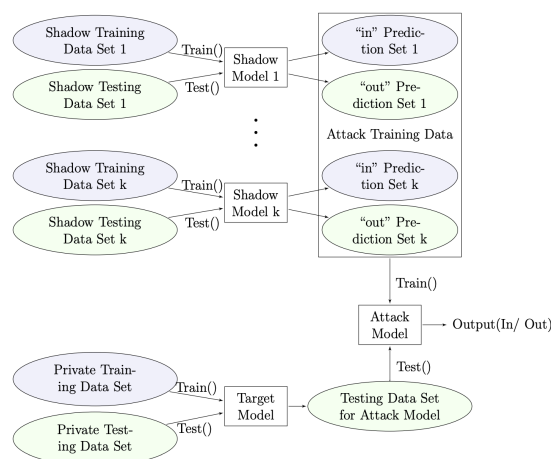 Shadow Training
Data Set 1
Train()
Shadow
Model 1
"in" Predic-
tion Set 1
Shadow Testing
Data Set 1
Test()
"out" Pre-
diction Set 1
Attack Training Data
Shadow Training
Data Set k
Train()
Shadow
Model k
"in" Predic-
tion Set k
Shadow Testing
Data Set k
Test()
"out" Pre-
diction Set k
Train()
Attack
Model
Output(In/ Out)
Test()
Private Train-
ing Data Set
Train()
Target
Model
Testing Data Set
for Attack Model
Private Test-
ing Data Set
Test()